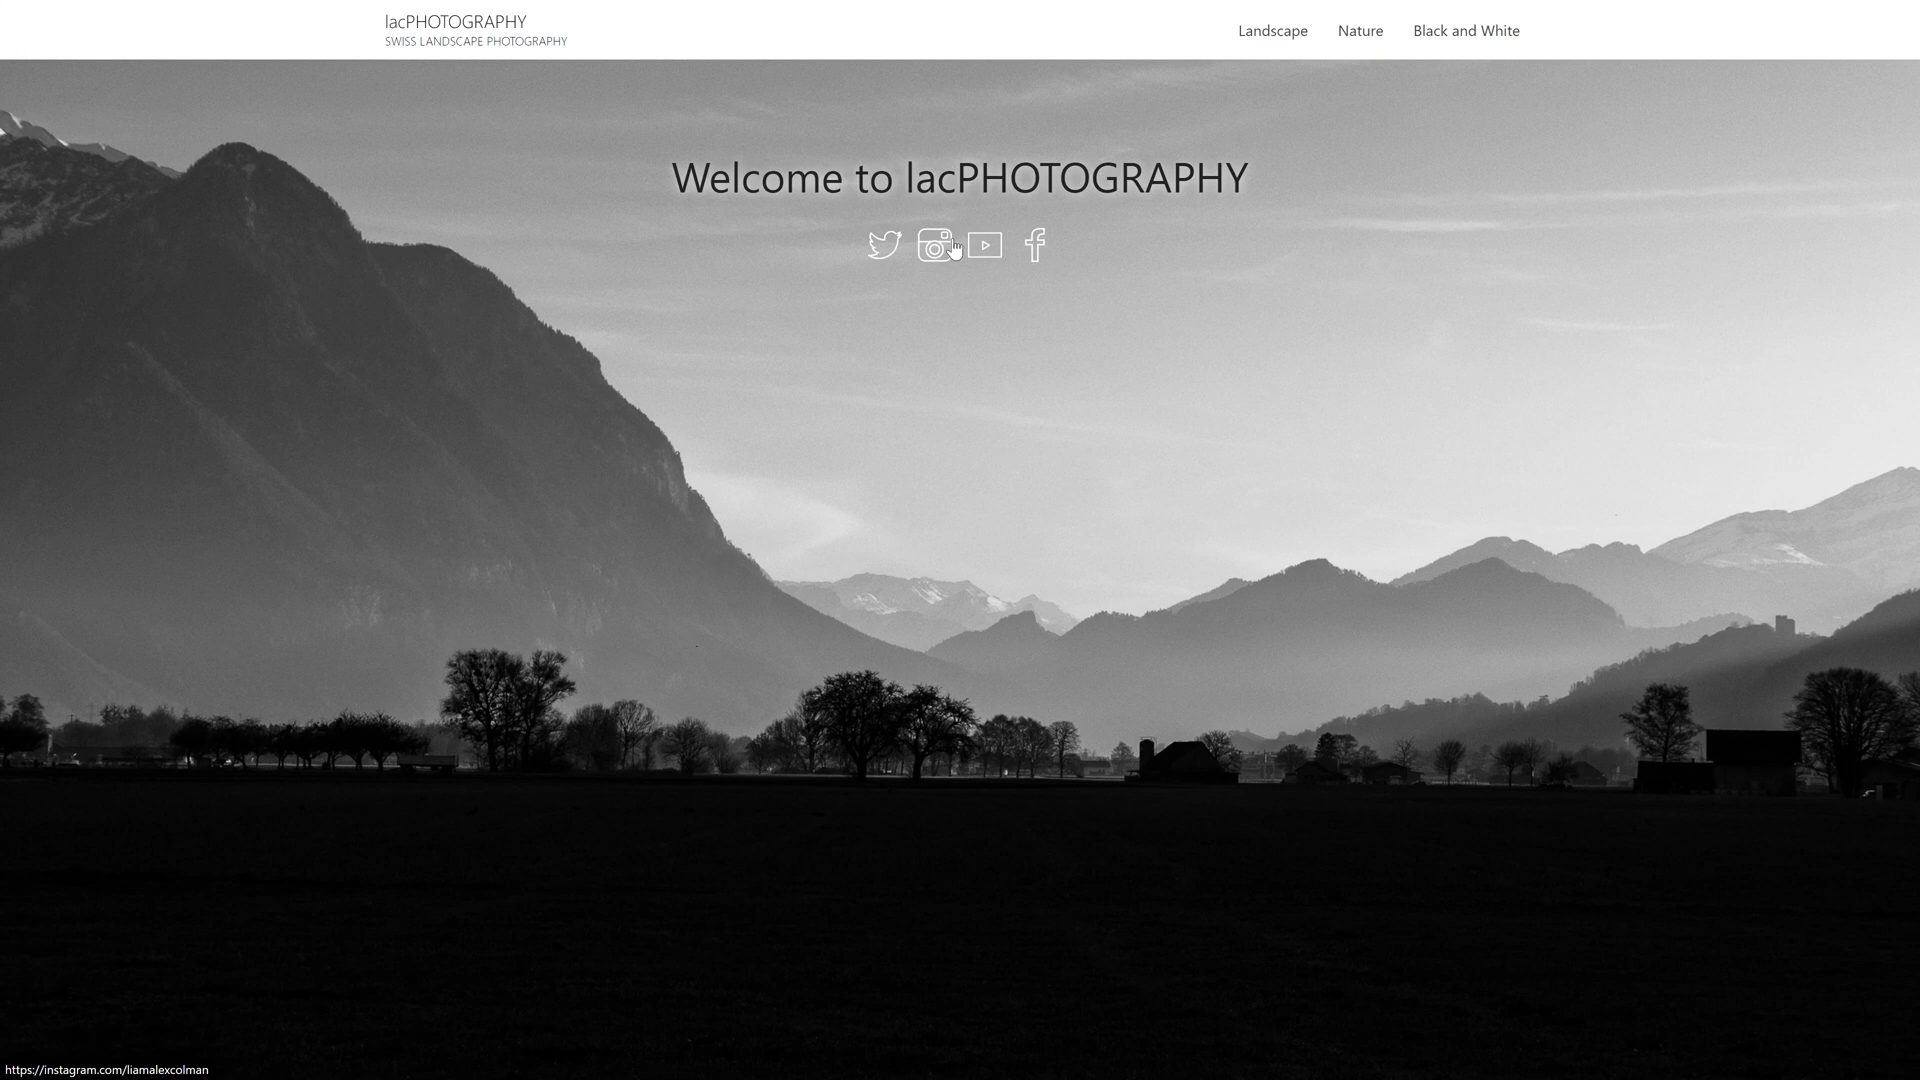 lacPHOTOGRAPHY
SWISS LANDSCAPE PHOTOGRAPHY
Landscape Nature Black and White
Welcome to lacPHOTOGRAPHY
https://instagram.com/liamalexcolman